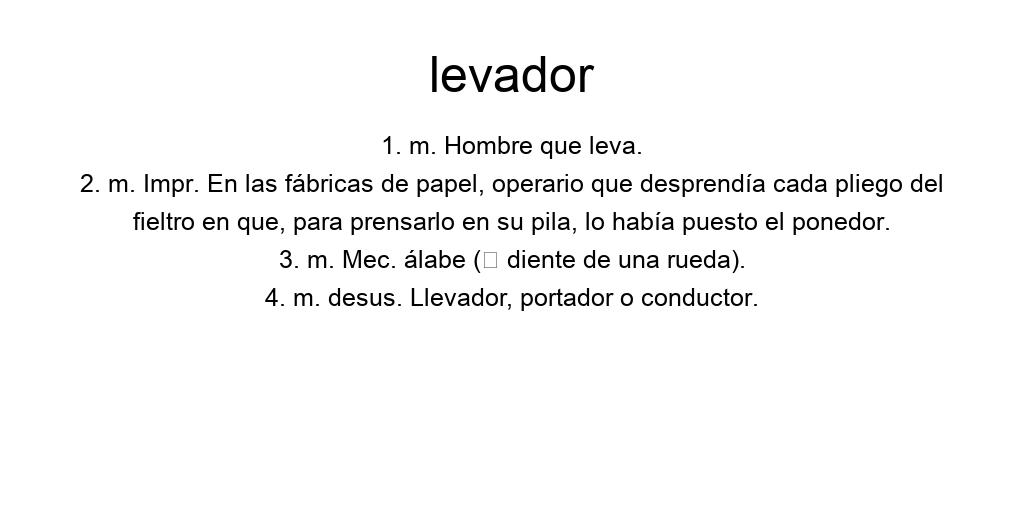 levador
1. m. Hombre que leva.
2. m. Impr. En las fábricas de papel, operario que desprendía cada pliego del
fieltro en que, para prensarlo en su pila, lo había puesto el ponedor.
3. m. Mec. álabe (□ diente de una rueda).
4. m. desus. Llevador, portador o conductor.